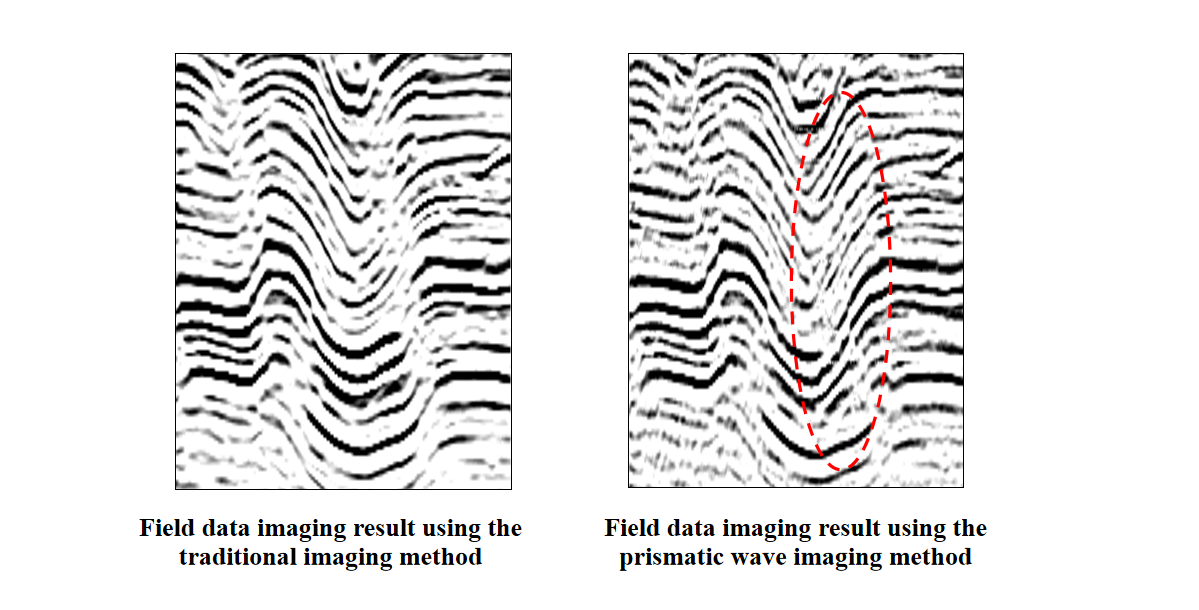 Field data imaging result using the
traditional imaging method
Field data imaging result using the
prismatic wave imaging method